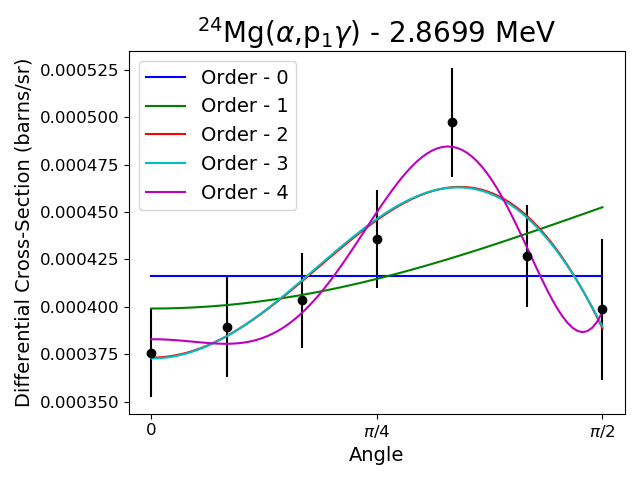 ²⁴Mg(α,p₁γ) - 2.8699 MeV
Differential Cross-Section (barns/sr)
0.000525
0.000500
0.000475
0.000450
0.000425
0.000400
0.000375
0.000350
Order - 0
Order - 1
Order - 2
Order - 3
Order - 4
0
π/4
π/2
Angle